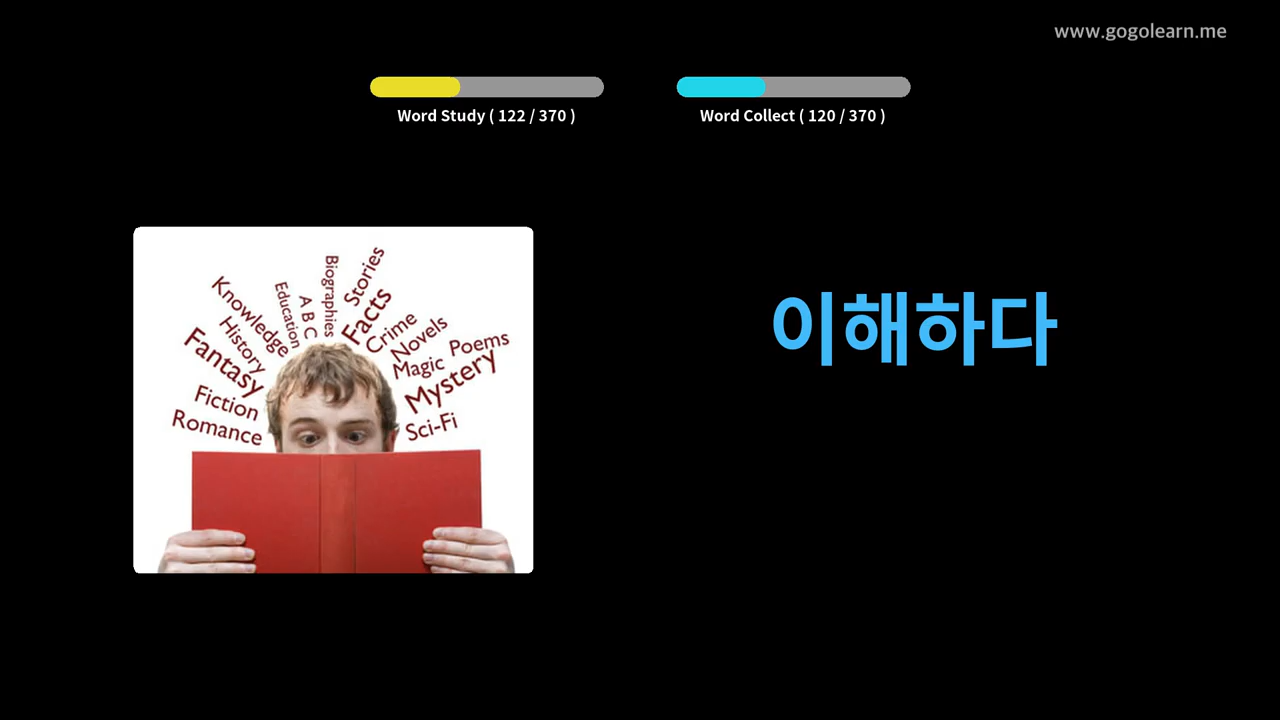 www.gogolearn.me
Word Study ( 122 / 370 )
Word Collect ( 120 / 370 )
Knowledge
Education
A B C
Biographies
Stories
Facts
Crime
Novels
Poems
History
Fantasy
Magic
Mystery
Fiction
Romance
Sci-Fi
이해하다